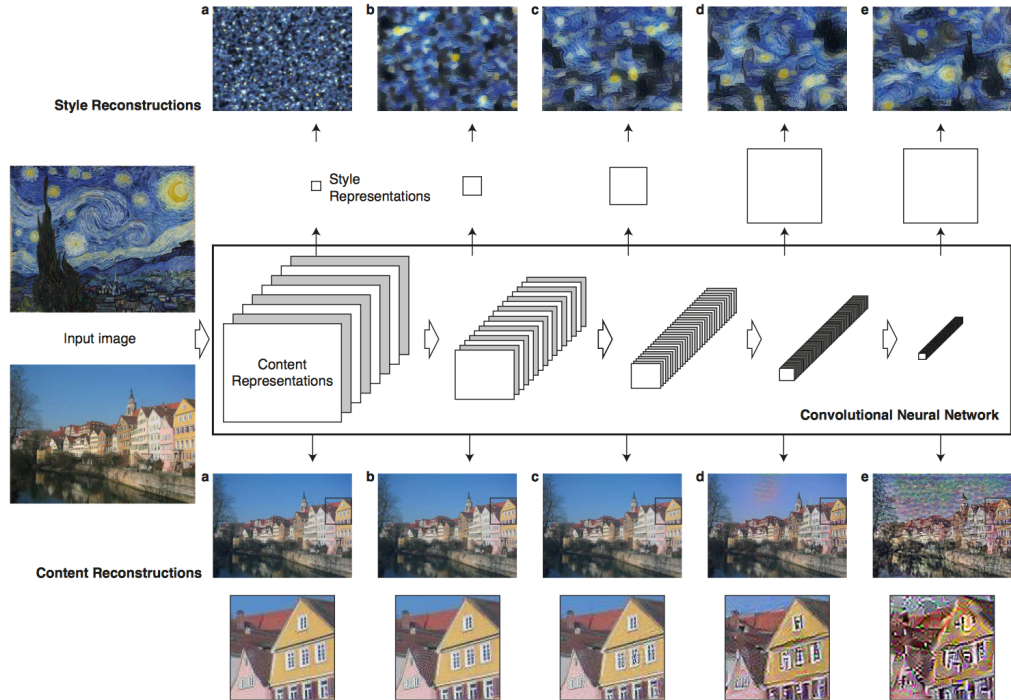 a b c d e
Style Reconstructions
Style
Representations
Input image
Content
Representations
Convolutional Neural Network
a b c d e
Content Reconstructions